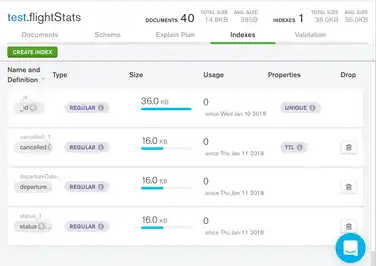 test.flightStats
DOCUMENTS 40 TOTAL SIZE 14.8KB AVG. SIZE 380B INDEXES 1 TOTAL SIZE 36.0KB AVG. SIZE 36.0KB
Documents Schema Explain Plan Indexes Validation
CREATE INDEX
Name and Definition Type Size Usage Properties Drop
_id_
_id REGULAR 36.0 KB 0 UNIQUE
since Wed Jan 10 2018
cancelled_1
cancelled REGULAR 16.0 KB 0 TTL
since Thu Jan 11 2018
departureDate
departure... REGULAR 16.0 KB 0
since Thu Jan 11 2018
status_1
status REGULAR 16.0 KB 0
since Thu Jan 11 2018